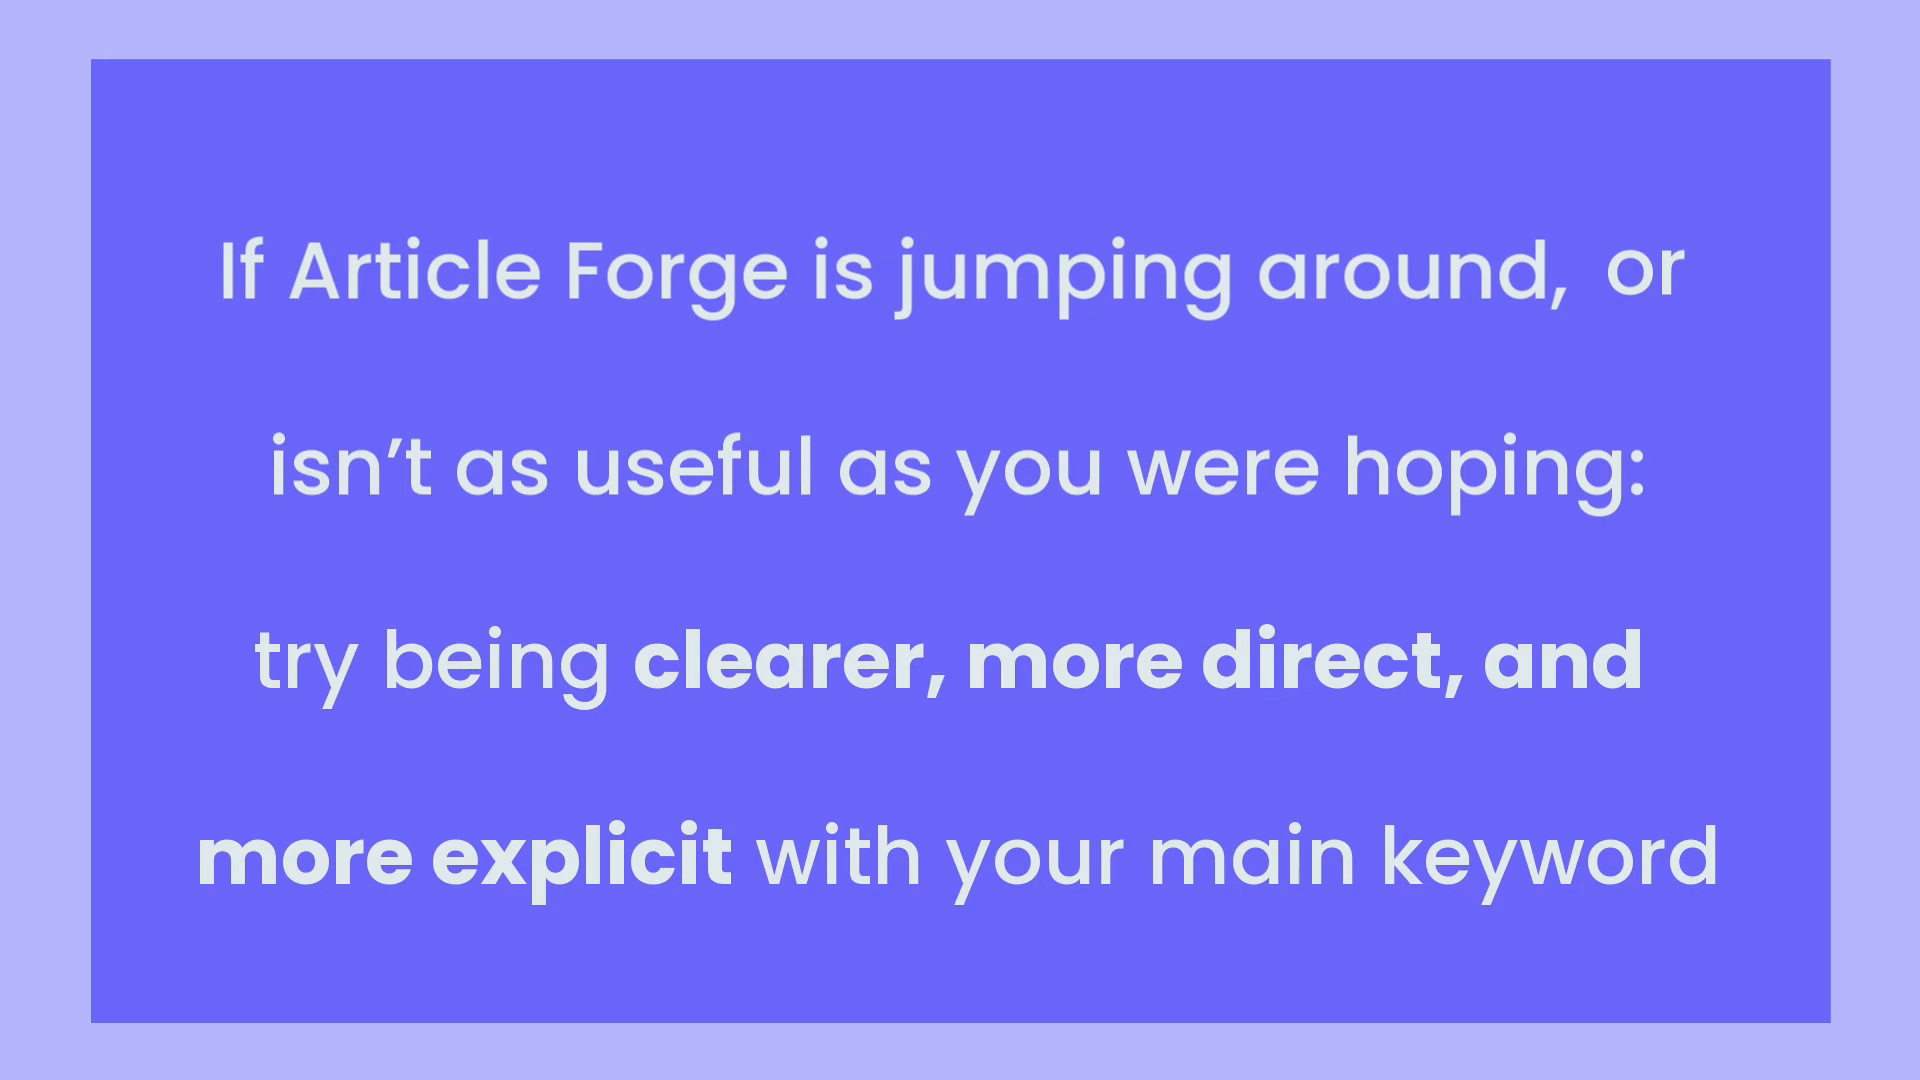 If Article Forge is jumping around, or
isn’t as useful as you were hoping:
try being clearer, more direct, and
more explicit with your main keyword